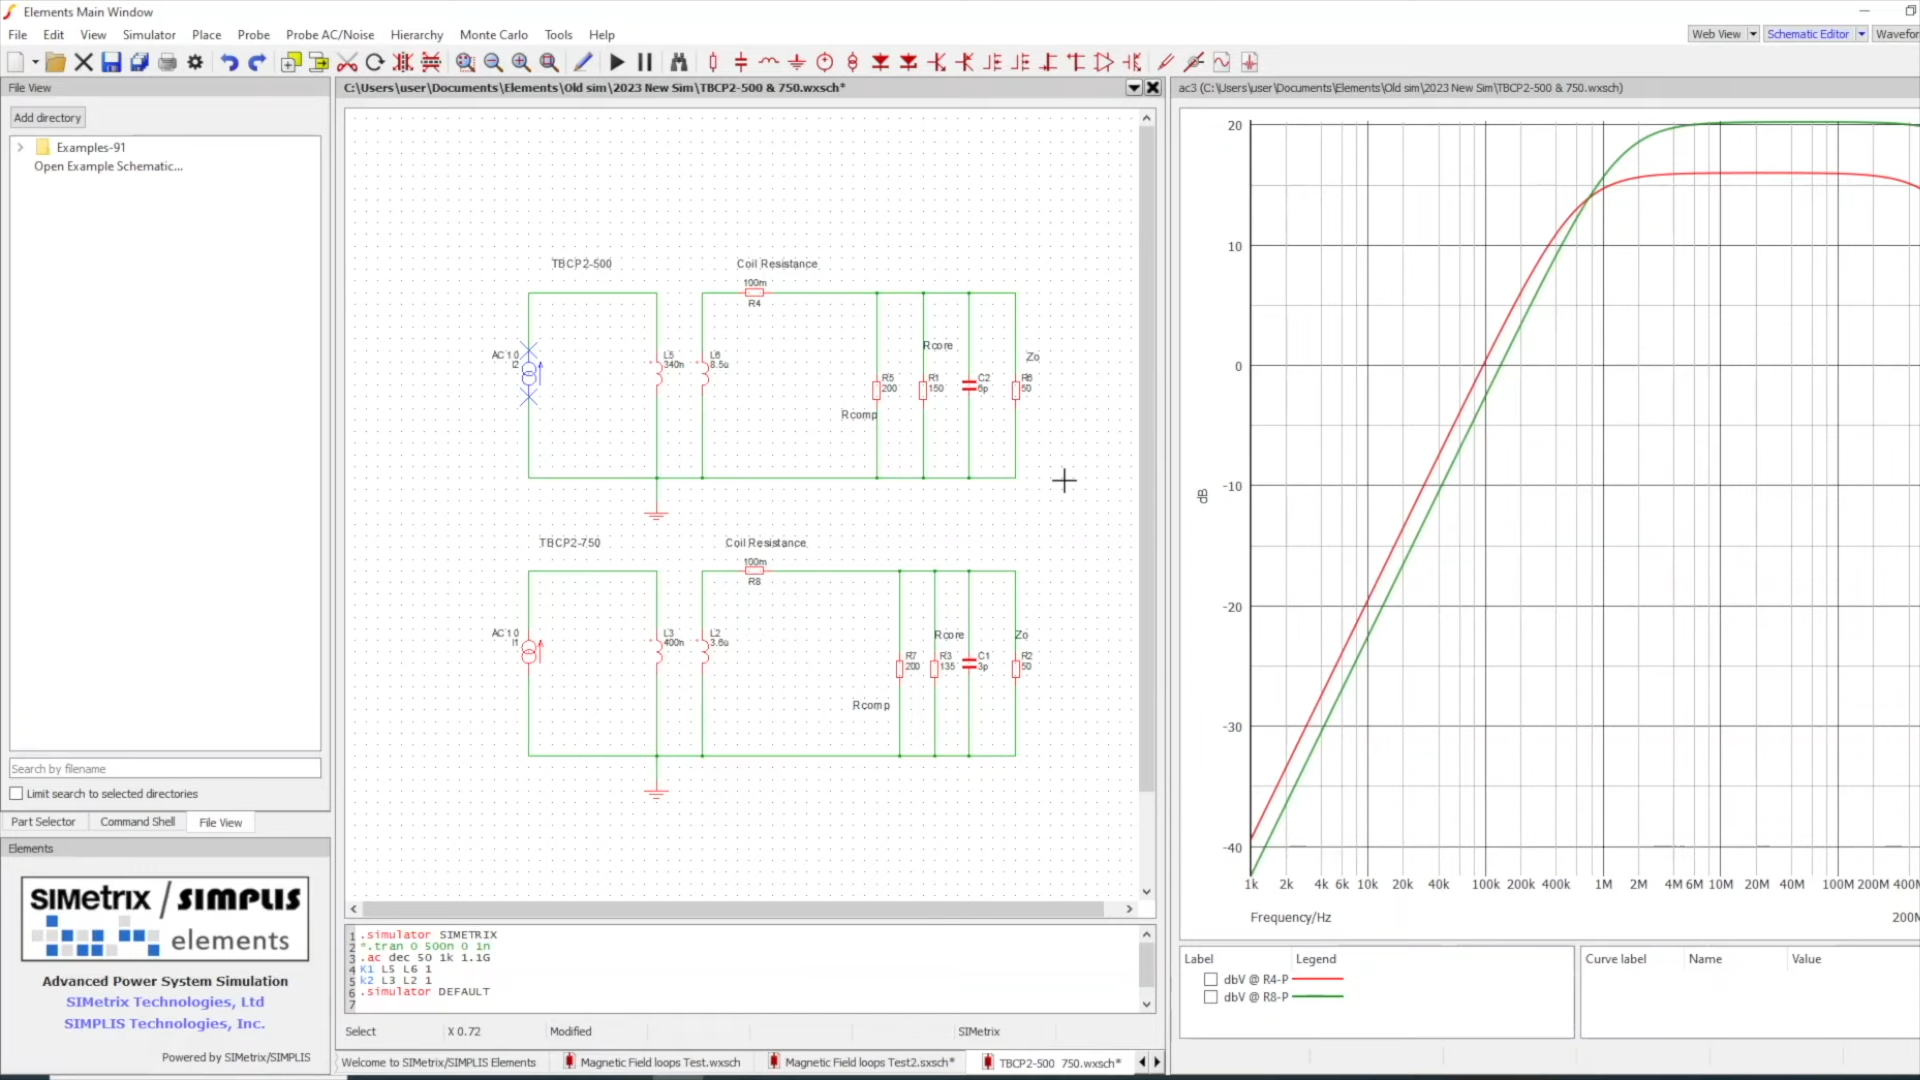 Elements Main Window
File Edit View Simulator Place Probe Probe AC/Noise Hierarchy Monte Carlo Tools Help
Web View Schematic Editor Wavefor
File View
C:\Users\user\Documents\Elements\Old sim\2023 New Sim\TBCP2-500 & 750.wxsch*
ac3 (C:\Users\user\Documents\Elements\Old sim\2023 New Sim\TBCP2-500 & 750.wxsch)
Add directory
Examples-91
Open Example Schematic...
TBCP2-500
Coil Resistance
100m
R4
AC 1 0
I2
L5
340n
L6
8.5u
R5
200
Rcomp
Rcore
R1
150
C2
6p
Zo
R6
50
TBCP2-750
Coil Resistance
100m
R8
AC 1 0
I1
L3
400n
L2
3.6u
R7
200
Rcomp
Rcore
R3
135
C1
3p
Zo
R2
50
20
10
0
-10
-20
-30
-40
dB
1k 2k 4k 6k 10k 20k 40k 100k 200k 400k 1M 2M 4M 6M 10M 20M 40M 100M 200M 400M
Frequency/Hz
200M
Search by filename
Limit search to selected directories
Part Selector Command Shell File View
Elements
SIMetrix / SIMPLIS
elements
Advanced Power System Simulation
SIMetrix Technologies, Ltd
SIMPLIS Technologies, Inc.
Powered by SIMetrix/SIMPLIS
1 .simulator SIMETRIX
2 *.tran 0 500n 0 1n
3 .ac dec 50 1k 1.1G
4 K1 L5 L6 1
5 k2 L3 L2 1
6 .simulator DEFAULT
7
Select X 0.72 Modified SIMetrix
Welcome to SIMetrix/SIMPLIS Elements Magnetic Field loops Test.wxsch Magnetic Field loops Test2.sxsch* TBCP2-500 750.wxsch*
Label Legend
dbV @ R4-P
dbV @ R8-P
Curve label Name Value